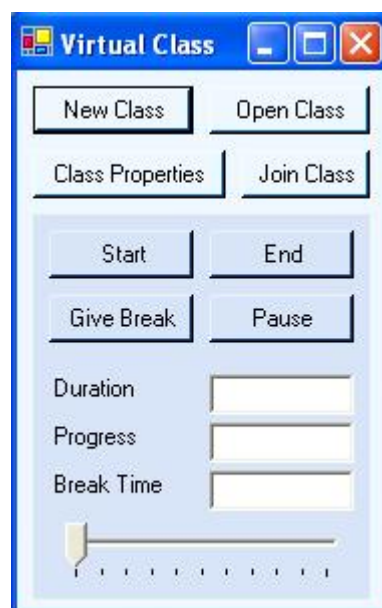 Virtual Class
New Class Open Class
Class Properties Join Class
Start End
Give Break Pause
Duration
Progress
Break Time